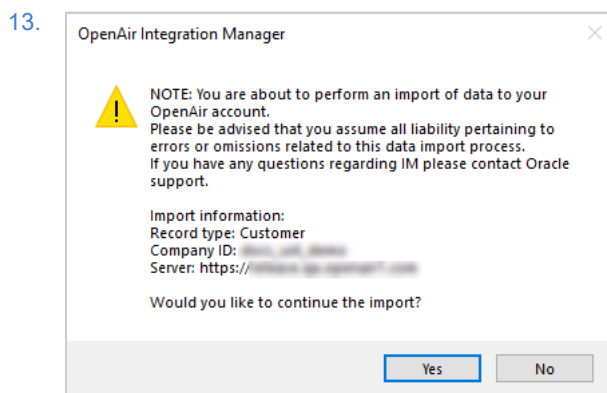 13.
OpenAir Integration Manager
NOTE: You are about to perform an import of data to your
OpenAir account.
Please be advised that you assume all liability pertaining to
errors or omissions related to this data import process.
If you have any questions regarding IM please contact Oracle
support.
Import information:
Record type: Customer
Company ID:
Server: https://
Would you like to continue the import?
Yes
No